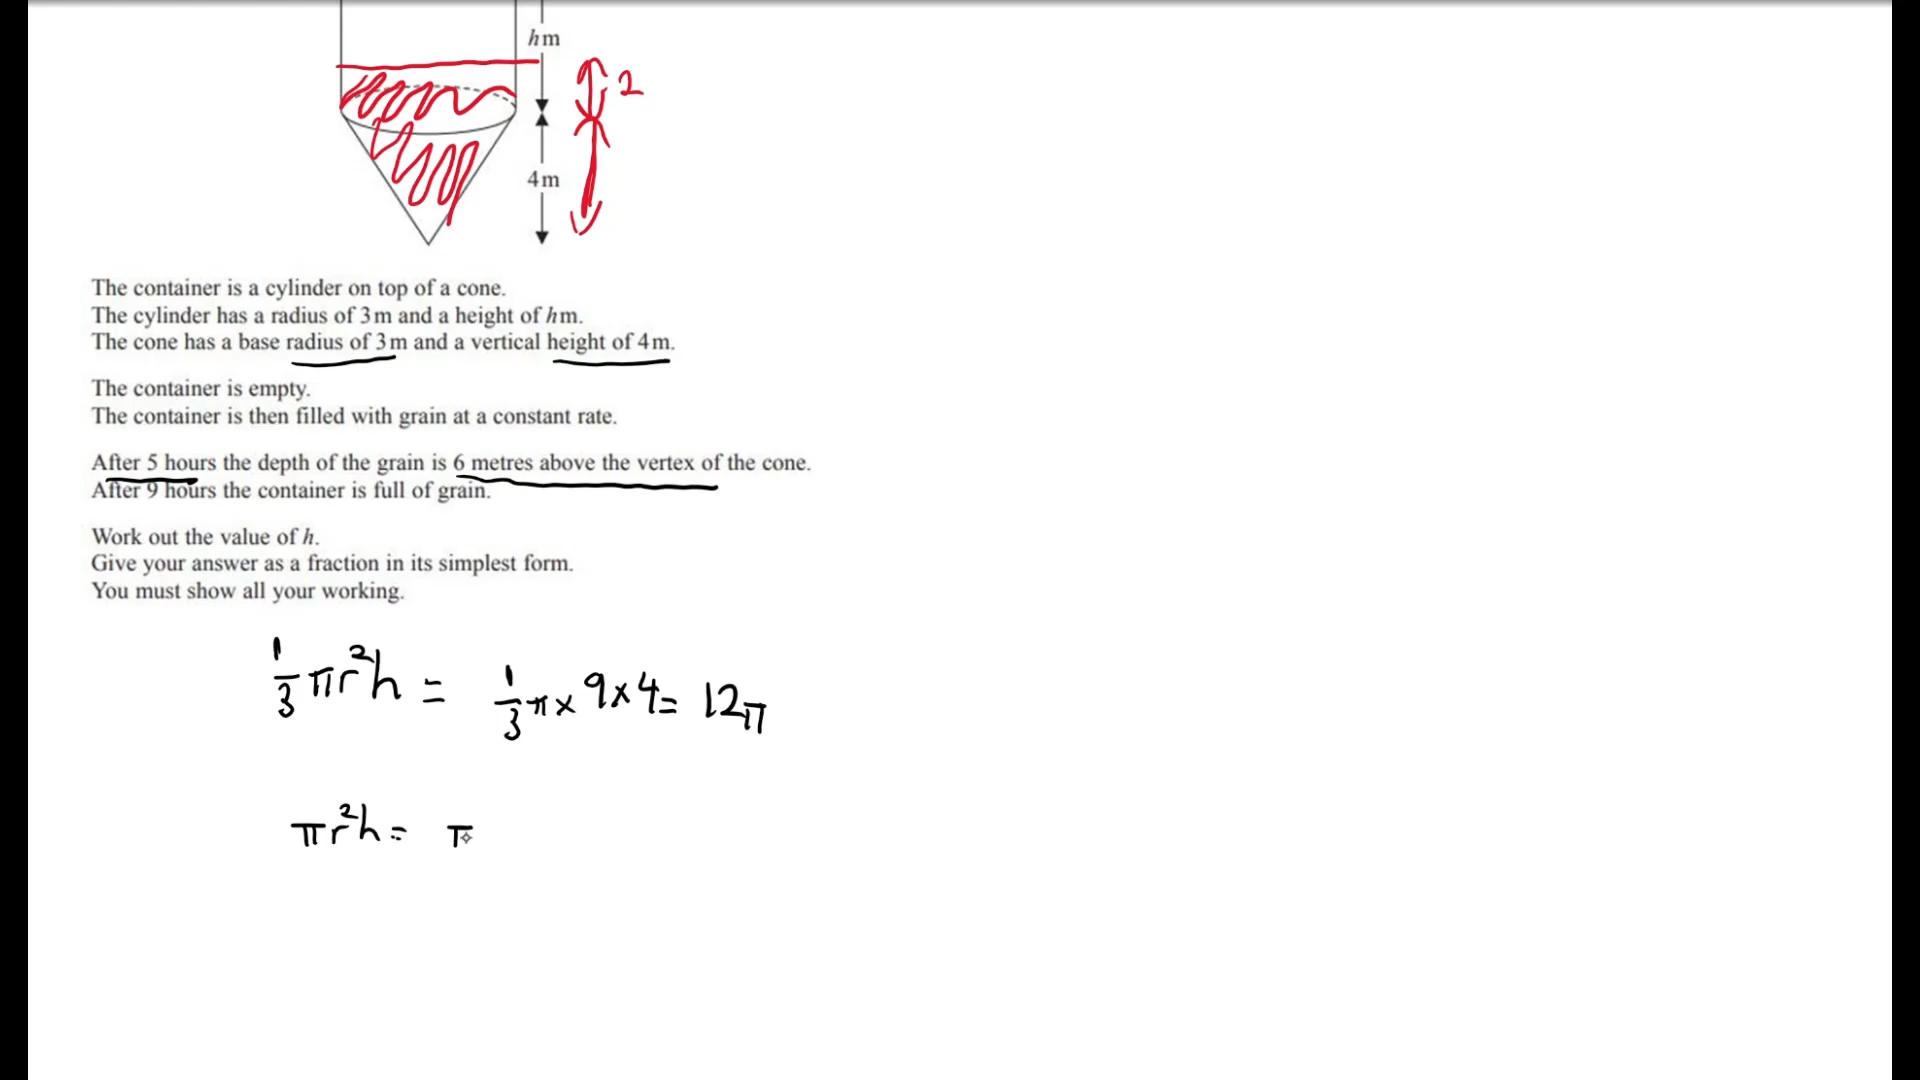 hm
2
4m
The container is a cylinder on top of a cone.
The cylinder has a radius of 3 m and a height of hm.
The cone has a base radius of 3 m and a vertical height of 4 m.
The container is empty.
The container is then filled with grain at a constant rate.
After 5 hours the depth of the grain is 6 metres above the vertex of the cone.
After 9 hours the container is full of grain.
Work out the value of h.
Give your answer as a fraction in its simplest form.
You must show all your working.
1/3 πr²h = 1/3 π × 9 × 4 = 12π
πr²h = π